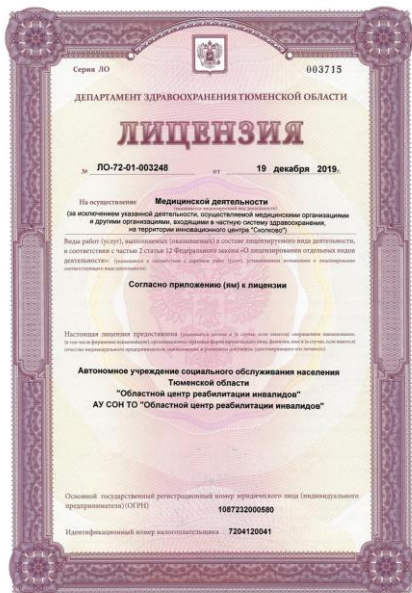 Серия ЛО 003715
ДЕПАРТАМЕНТ ЗДРАВООХРАНЕНИЯ ТЮМЕНСКОЙ ОБЛАСТИ
ЛИЦЕНЗИЯ
№ ЛО-72-01-003248 от 19 декабря 2019г.
На осуществление Медицинской деятельности
(за исключением указанной деятельности, осуществляемой медицинскими организациями
и другими организациями, входящими в частную систему здравоохранения,
на территории инновационного центра "Сколково")
Виды работ (услуг), выполняемых (оказываемых) в составе лицензируемого вида деятельности,
в соответствии с частью 2 статьи 12 Федерального закона «О лицензировании отдельных видов
деятельности»:
Согласно приложению (ям) к лицензии
Настоящая лицензия предоставлена
Автономное учреждение социального обслуживания населения
Тюменской области
"Областной центр реабилитации инвалидов"
АУ СОН ТО "Областной центр реабилитации инвалидов"
Основной государственный регистрационный номер юридического лица (индивидуального
предпринимателя) (ОГРН) 1087232000580
Идентификационный номер налогоплательщика 7204120041